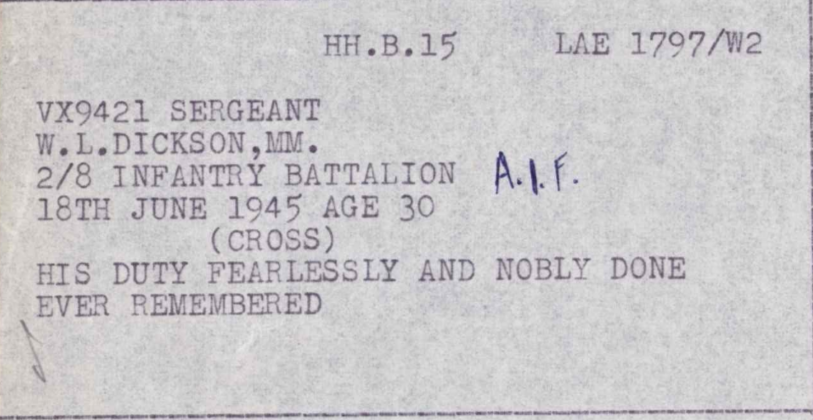 HH.B.15 LAE 1797/W2
VX9421 SERGEANT
W.L.DICKSON,MM.
2/8 INFANTRY BATTALION A.I.F.
18TH JUNE 1945 AGE 30
(CROSS)
HIS DUTY FEARLESSLY AND NOBLY DONE
EVER REMEMBERED